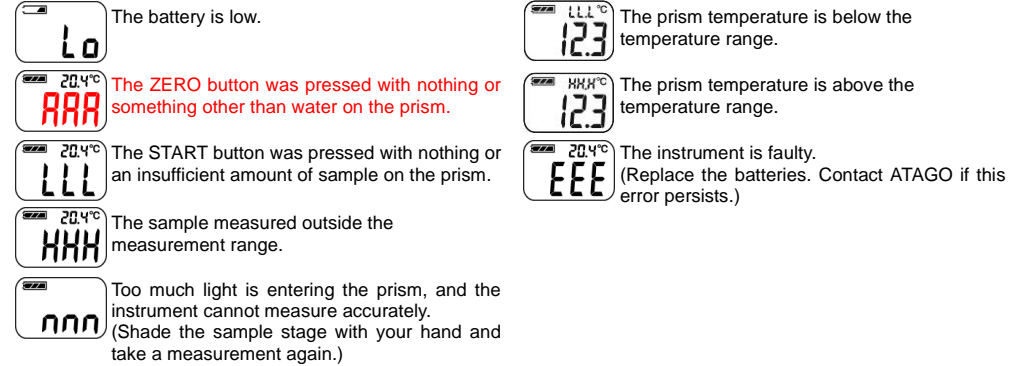 Lo
The battery is low.
20.4°C
AAA
The ZERO button was pressed with nothing or
something other than water on the prism.
20.4°C
LLL
The START button was pressed with nothing or
an insufficient amount of sample on the prism.
20.4°C
HHH
The sample measured outside the
measurement range.
nnn
Too much light is entering the prism, and the
instrument cannot measure accurately.
(Shade the sample stage with your hand and
take a measurement again.)
LL.L°C
12.3
The prism temperature is below the
temperature range.
HH.H°C
12.3
The prism temperature is above the
temperature range.
20.4°C
EEE
The instrument is faulty.
(Replace the batteries. Contact ATAGO if this
error persists.)